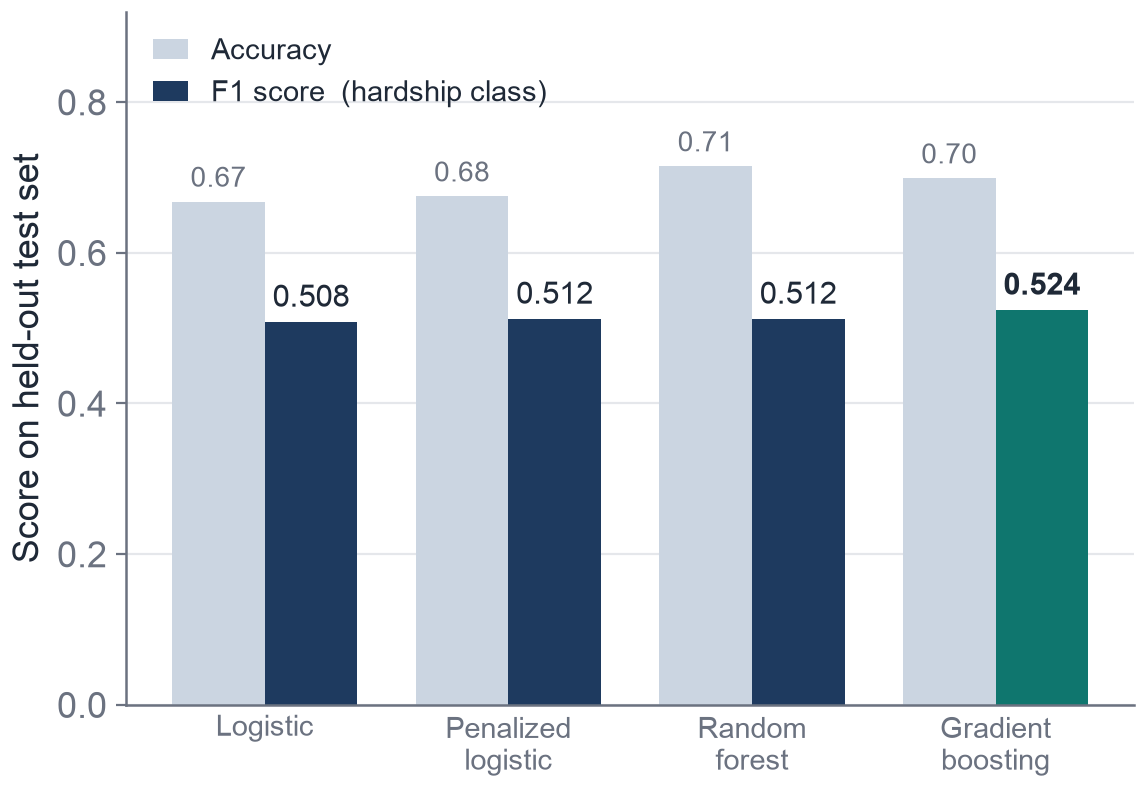 Accuracy
F1 score (hardship class)
Score on held-out test set
0.8
0.6
0.4
0.2
0.0
0.67
0.508
0.68
0.512
0.71
0.512
0.70
0.524
Logistic
Penalized
logistic
Random
forest
Gradient
boosting